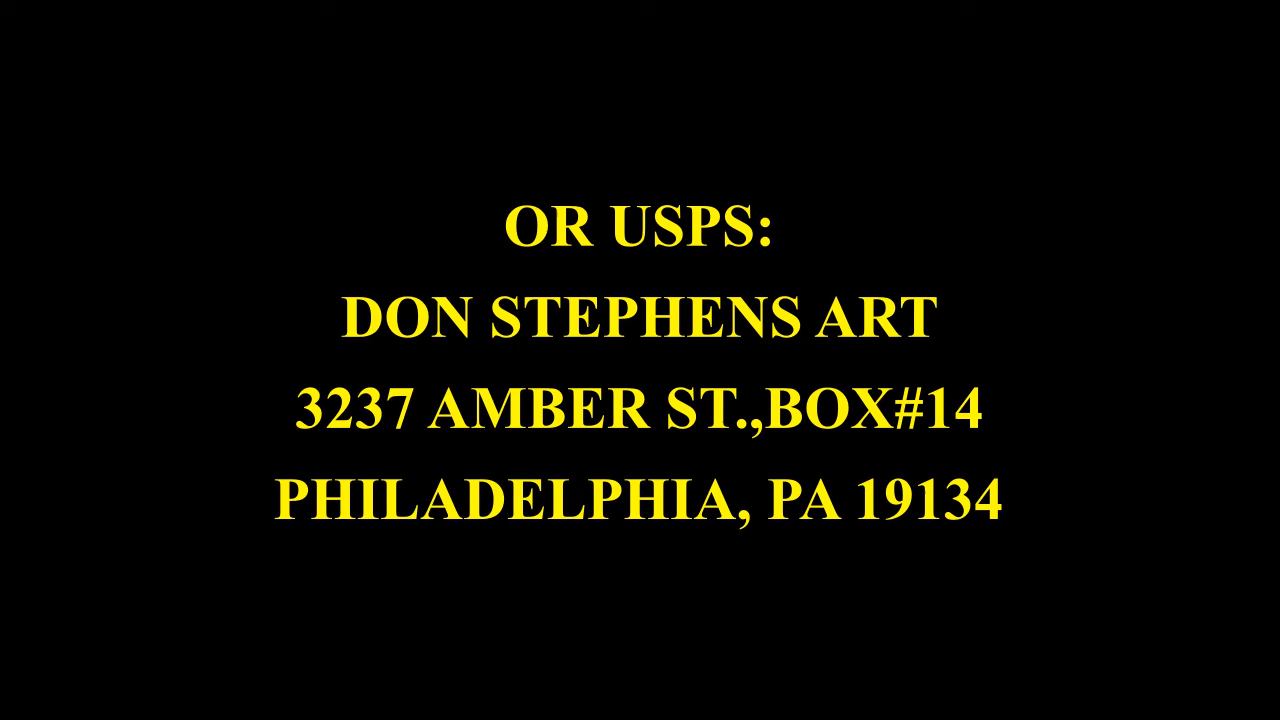 OR USPS:
DON STEPHENS ART
3237 AMBER ST.,BOX#14
PHILADELPHIA, PA 19134